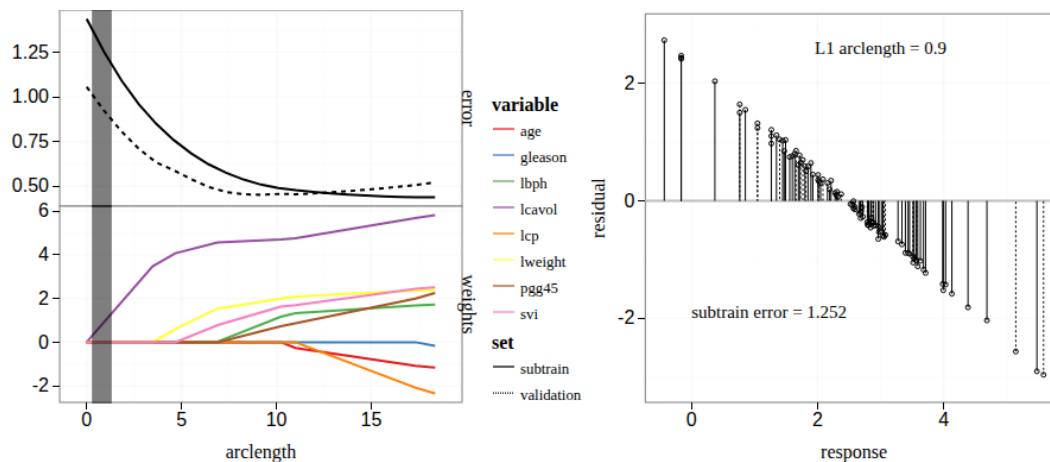 1.25
1.00
0.75
0.50
error
6
4
2
0
-2
weights
0 5 10 15
arclength
variable
age
gleason
lbph
lcavol
lcp
lweight
pgg45
svi
set
subtrain
validation
L1 arclength = 0.9
2
0
-2
residual
subtrain error = 1.252
0 2 4
response